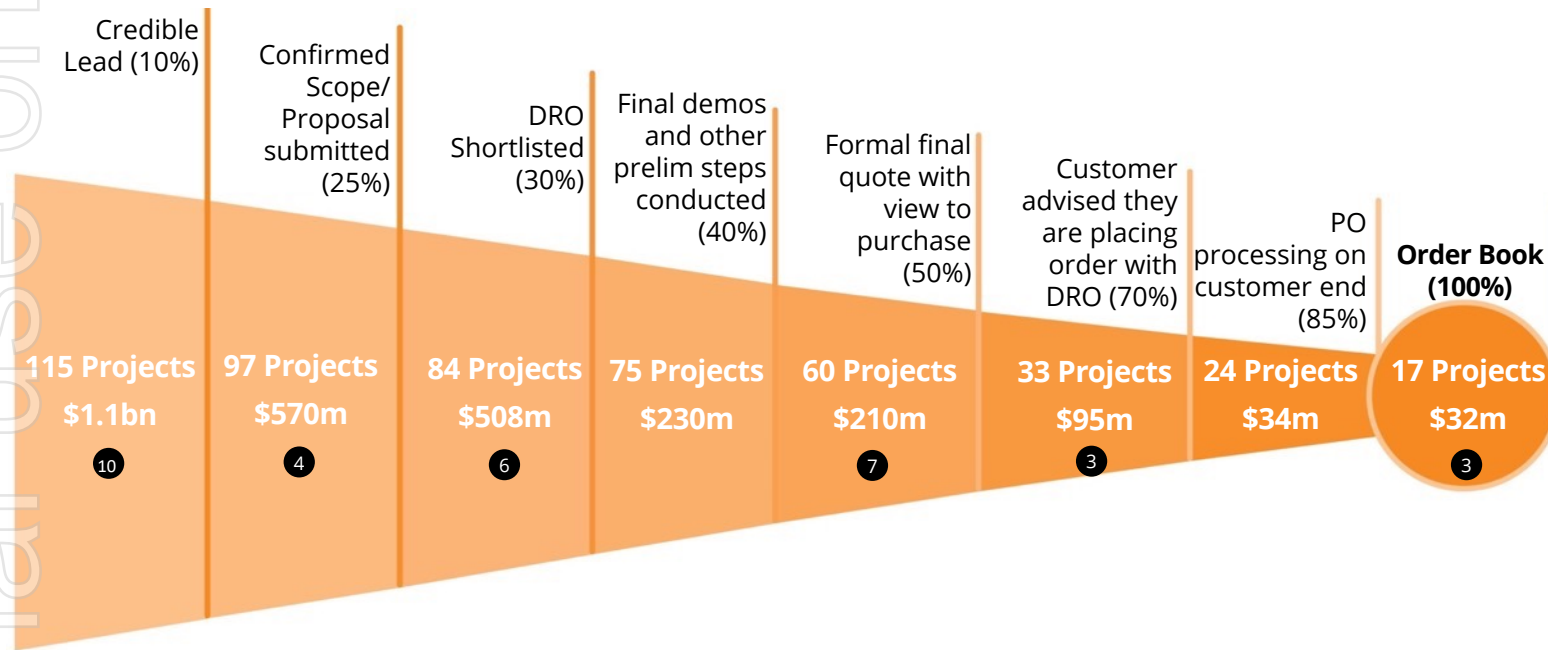 Credible
Lead (10%)
Confirmed
Scope/
Proposal
submitted
(25%)
DRO
Shortlisted
(30%)
Final demos
and other
prelim steps
conducted
(40%)
Formal final
quote with
view to
purchase
(50%)
Customer
advised they
are placing
order with
DRO (70%)
PO
processing on
customer end
(85%)
Order Book
(100%)
115 Projects
$1.1bn
10
97 Projects
$570m
4
84 Projects
$508m
6
75 Projects
$230m
60 Projects
$210m
7
33 Projects
$95m
3
24 Projects
$34m
17 Projects
$32m
3
use